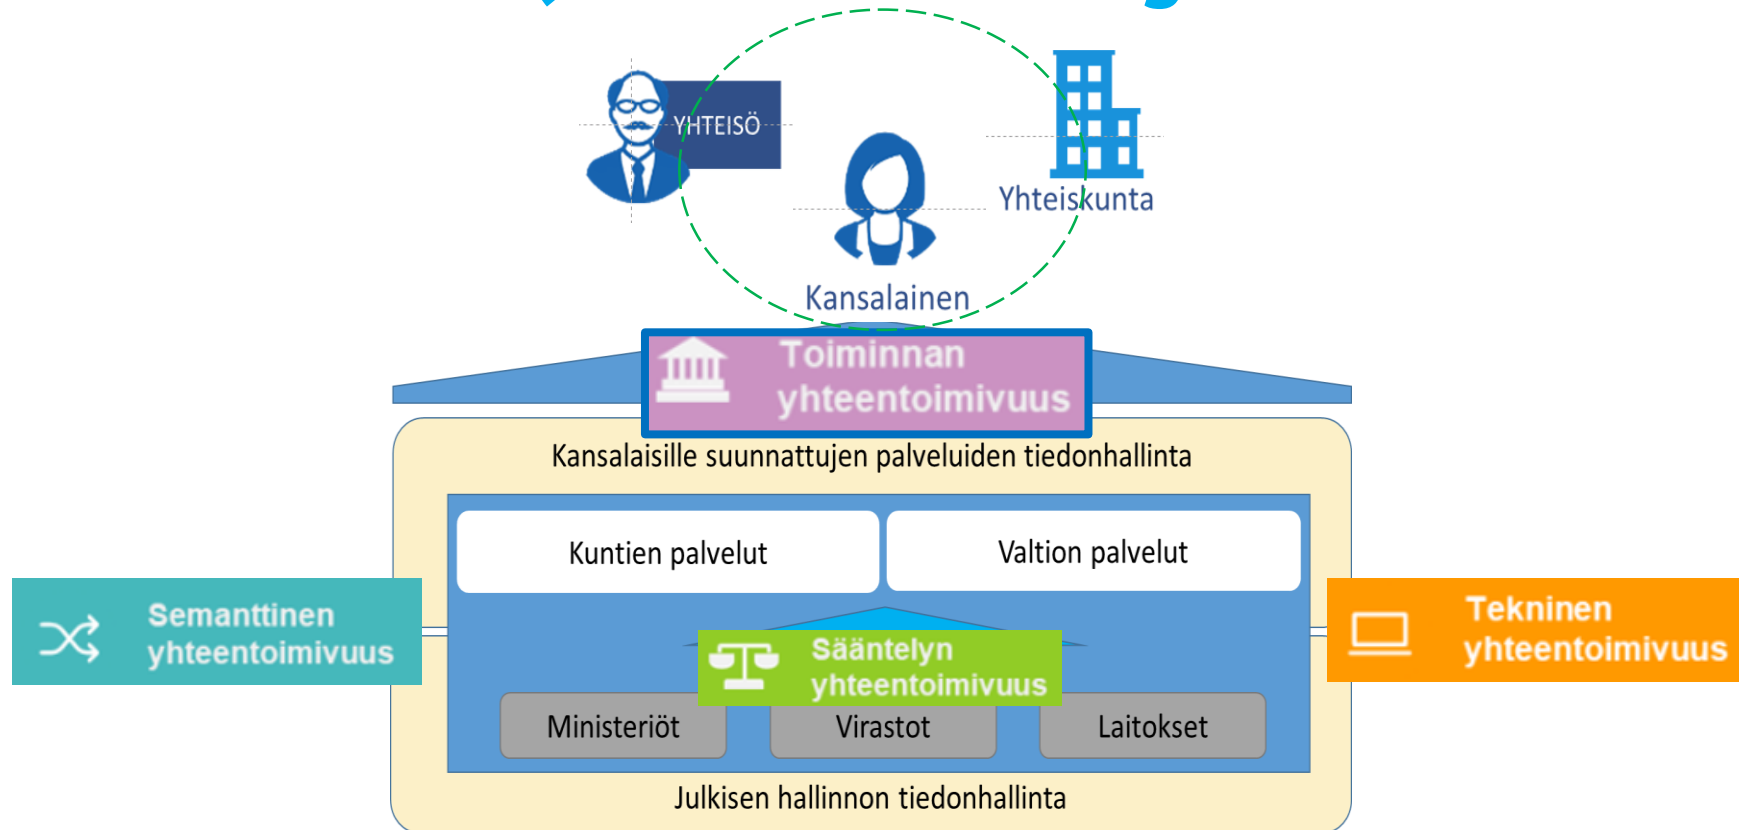 YHTEISÖ
Yhteiskunta
Kansalainen
Toiminnan
yhteentoimivuus
Kansalaisille suunnattujen palveluiden tiedonhallinta
Kuntien palvelut
Valtion palvelut
Semanttinen
yhteentoimivuus
Sääntelyn
yhteentoimivuus
Tekninen
yhteentoimivuus
Ministeriöt
Virastot
Laitokset
Julkisen hallinnon tiedonhallinta